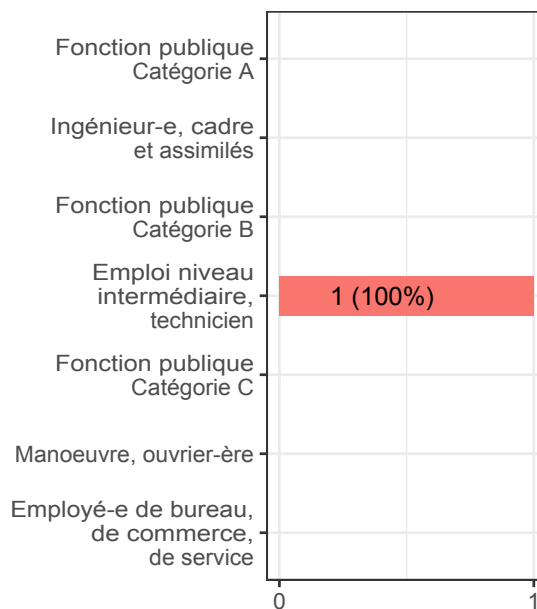 Fonction publique
Catégorie A
Ingénieur-e, cadre
et assimilés
Fonction publique
Catégorie B
Emploi niveau
intermédiaire,
technicien
1 (100%)
Fonction publique
Catégorie C
Manoeuvre, ouvrier-ère
Employé-e de bureau,
de commerce,
de service
0 1